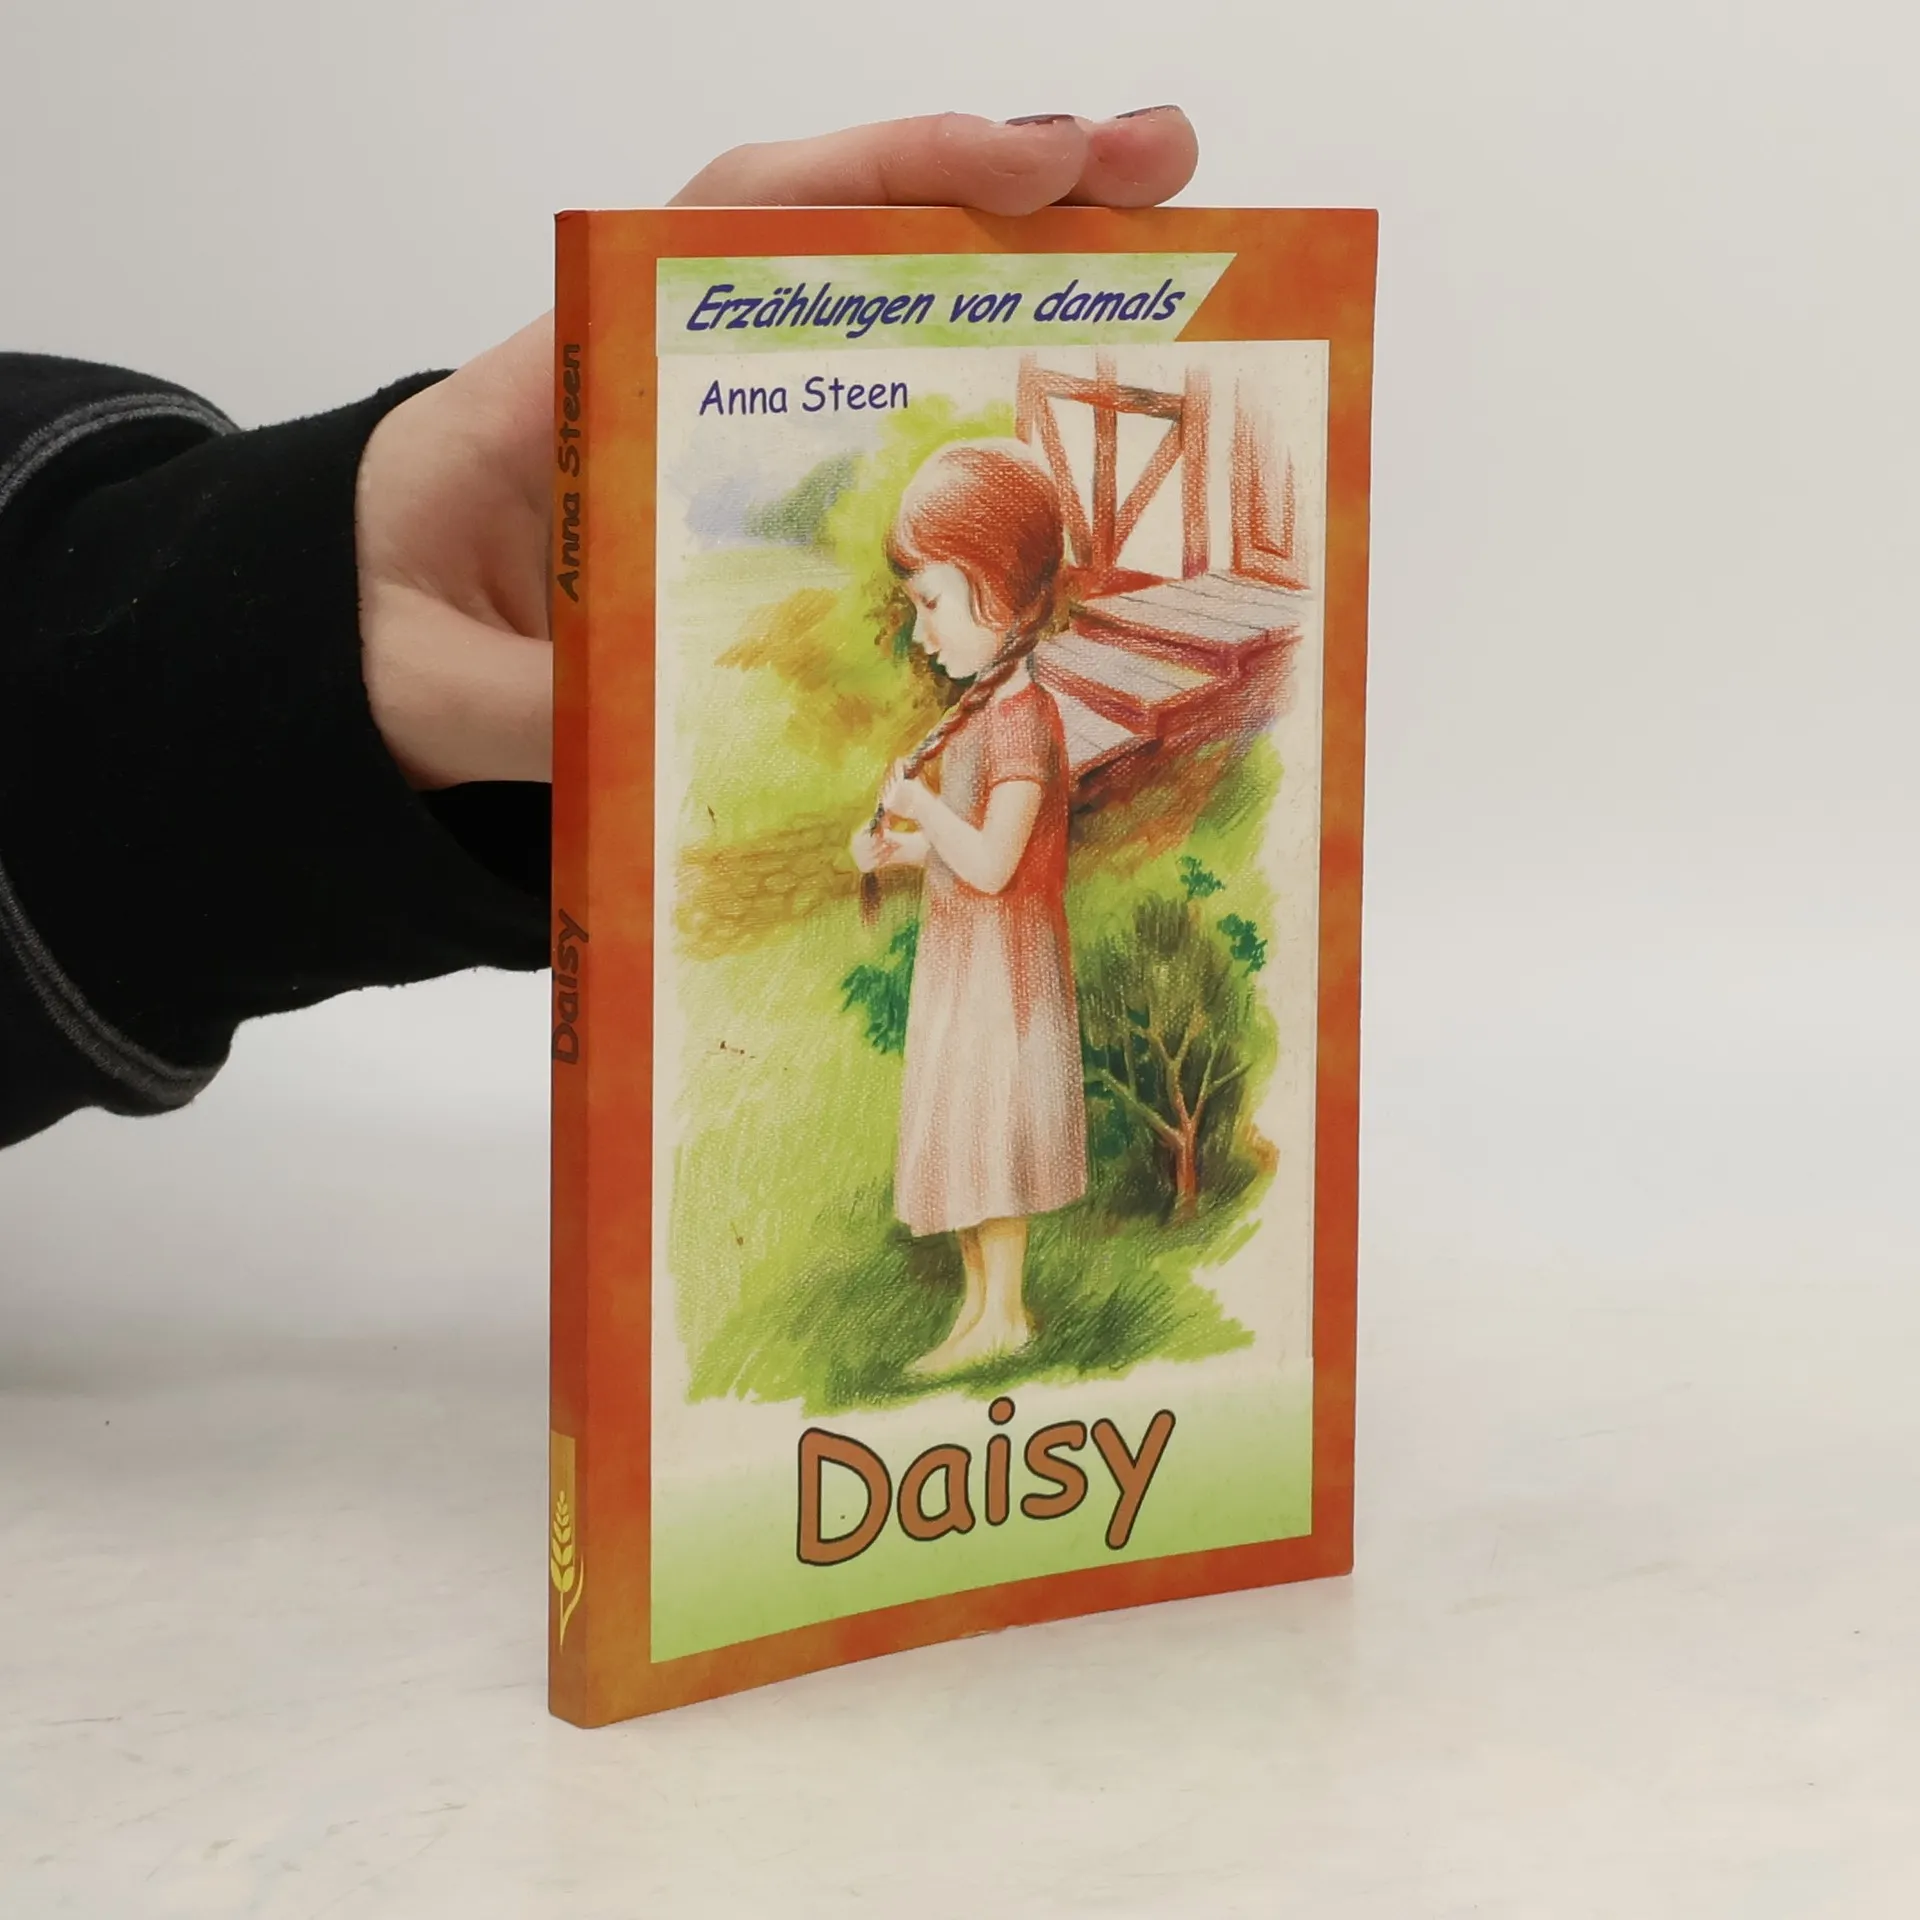 Erzählungen von damals
Anna Steen
Daisy
Anna Steen
Daisy